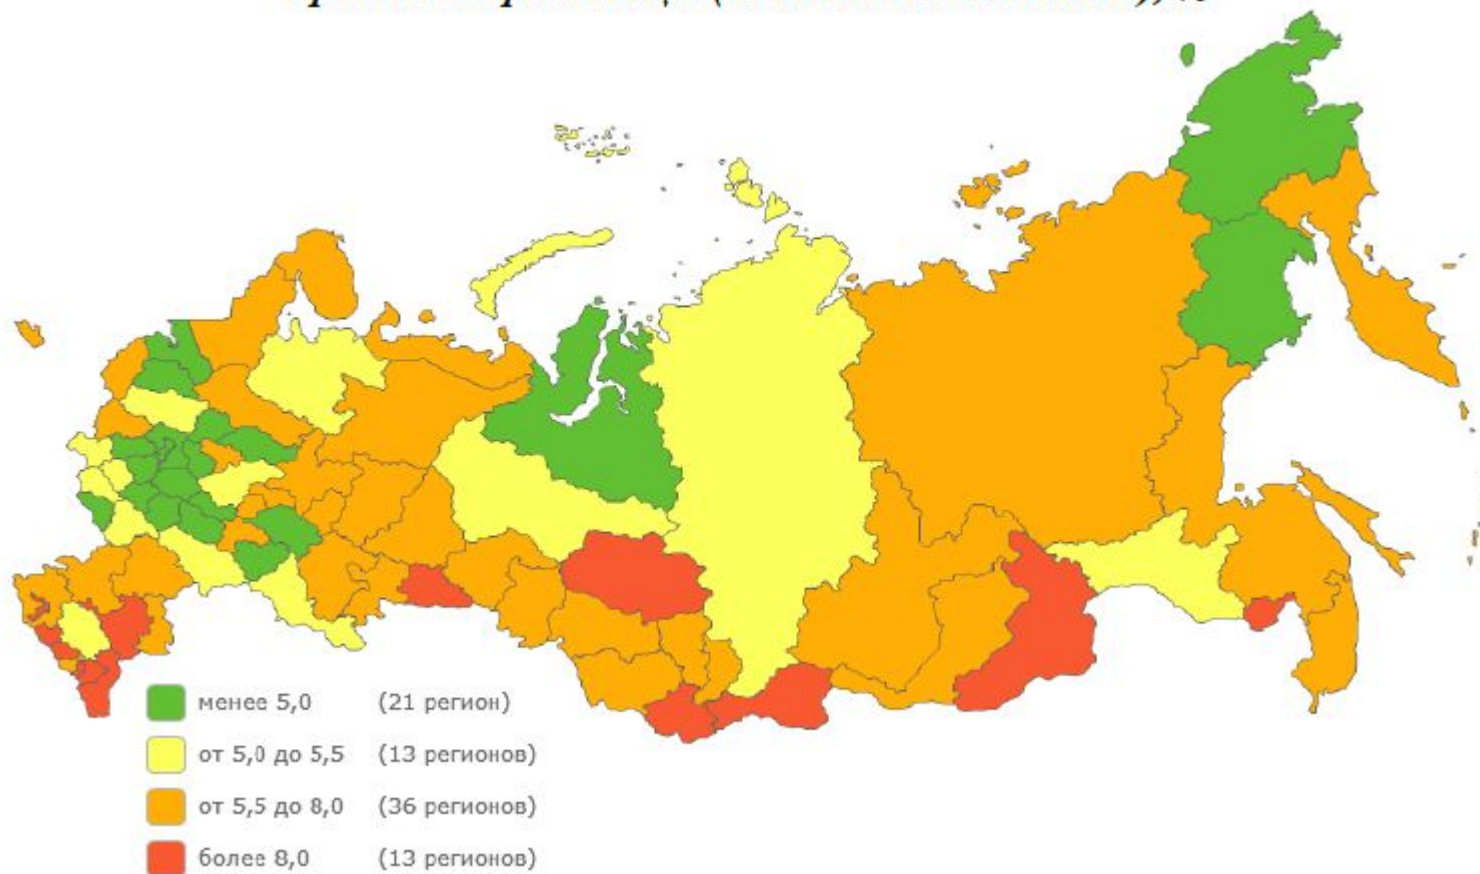 менее 5,0 (21 регион)
от 5,0 до 5,5 (13 регионов)
от 5,5 до 8,0 (36 регионов)
более 8,0 (13 регионов)